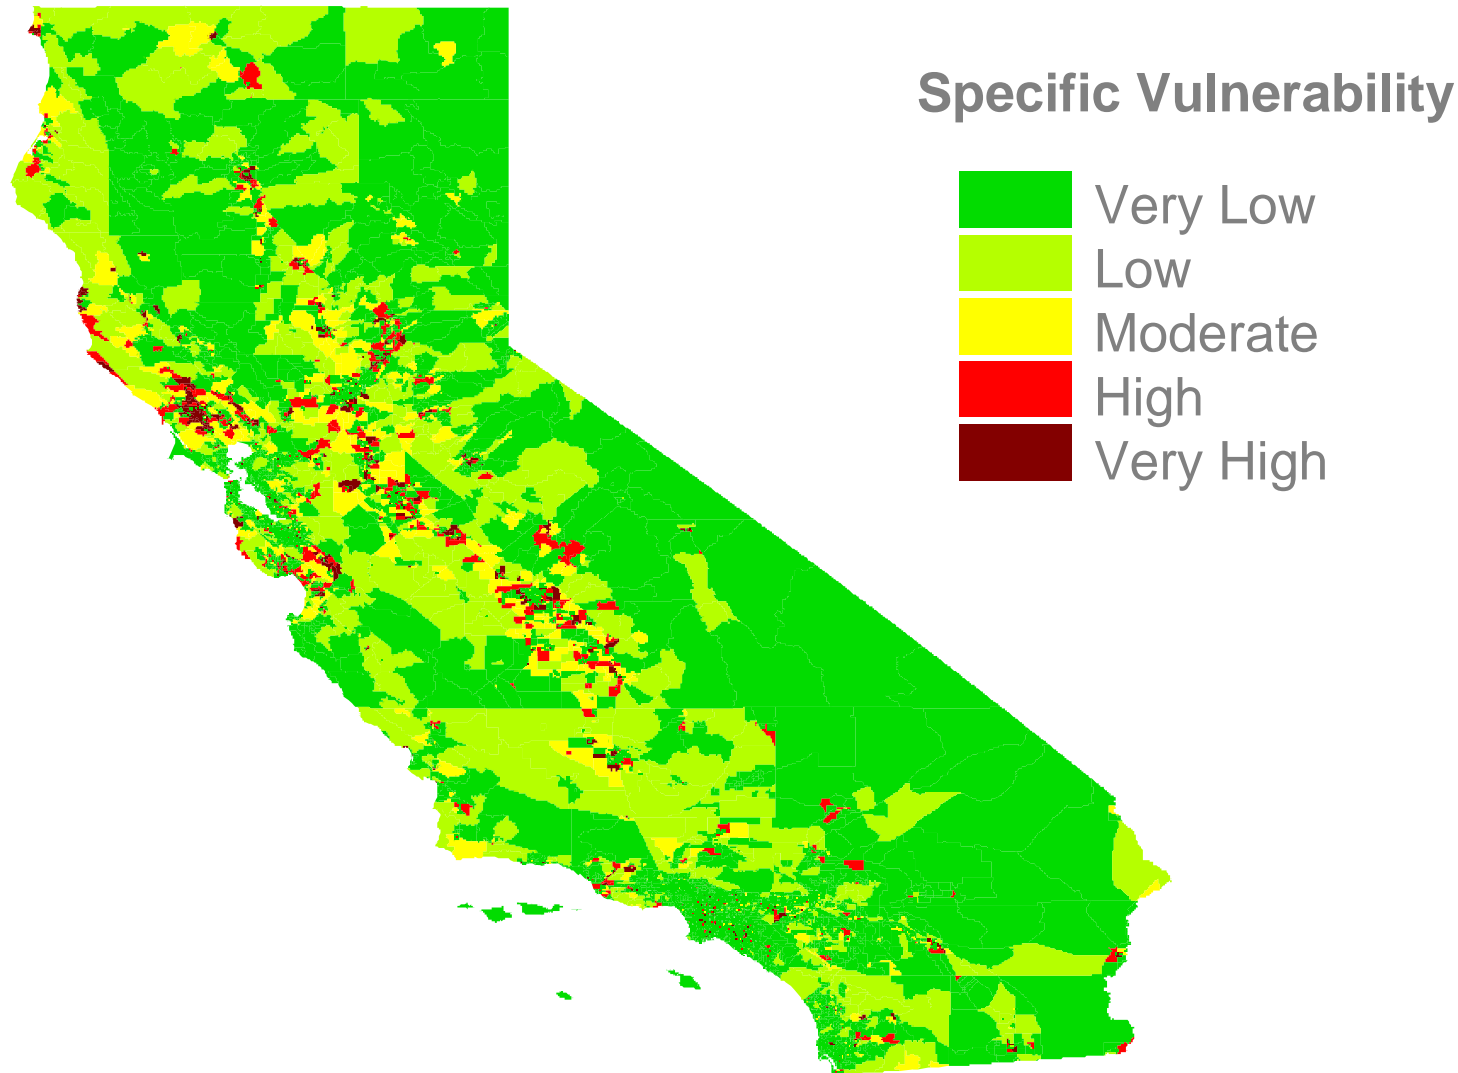 Specific Vulnerability
Very Low
Low
Moderate
High
Very High